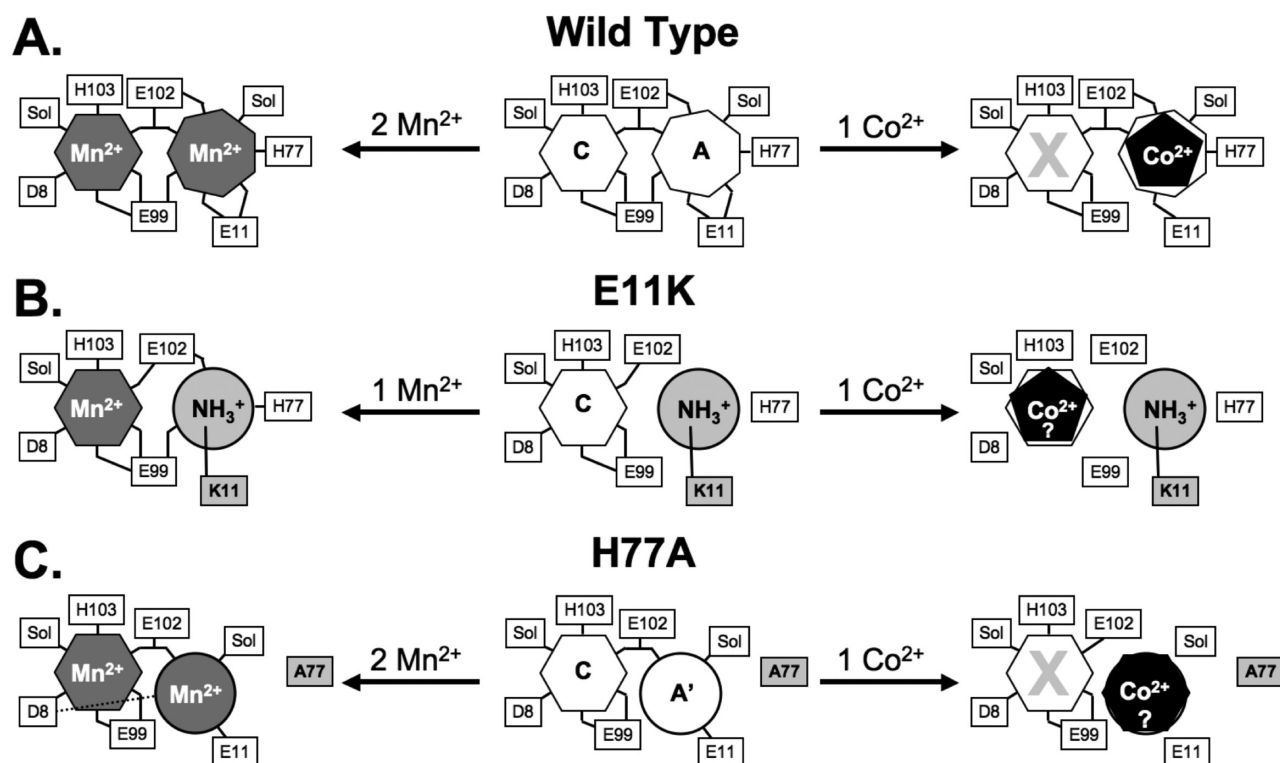 A.
Wild Type
H103 E102 Sol Sol Mn²⁺ Mn²⁺ H77 D8 E99 E11
2 Mn²⁺
H103 E102 Sol Sol C A H77 D8 E99 E11
1 Co²⁺
H103 E102 Sol Sol X Co²⁺ H77 D8 E99 E11
B.
E11K
H103 E102 Sol Mn²⁺ NH₃⁺ H77 D8 E99 K11
1 Mn²⁺
H103 E102 Sol C NH₃⁺ H77 D8 E99 K11
1 Co²⁺
H103 E102 Sol Co²⁺ ? NH₃⁺ H77 D8 E99 K11
C.
H77A
H103 E102 Sol Sol Mn²⁺ Mn²⁺ A77 D8 E99 E11
2 Mn²⁺
H103 E102 Sol Sol C A' A77 D8 E99 E11
1 Co²⁺
H103 E102 Sol Sol X Co²⁺ ? A77 D8 E99 E11